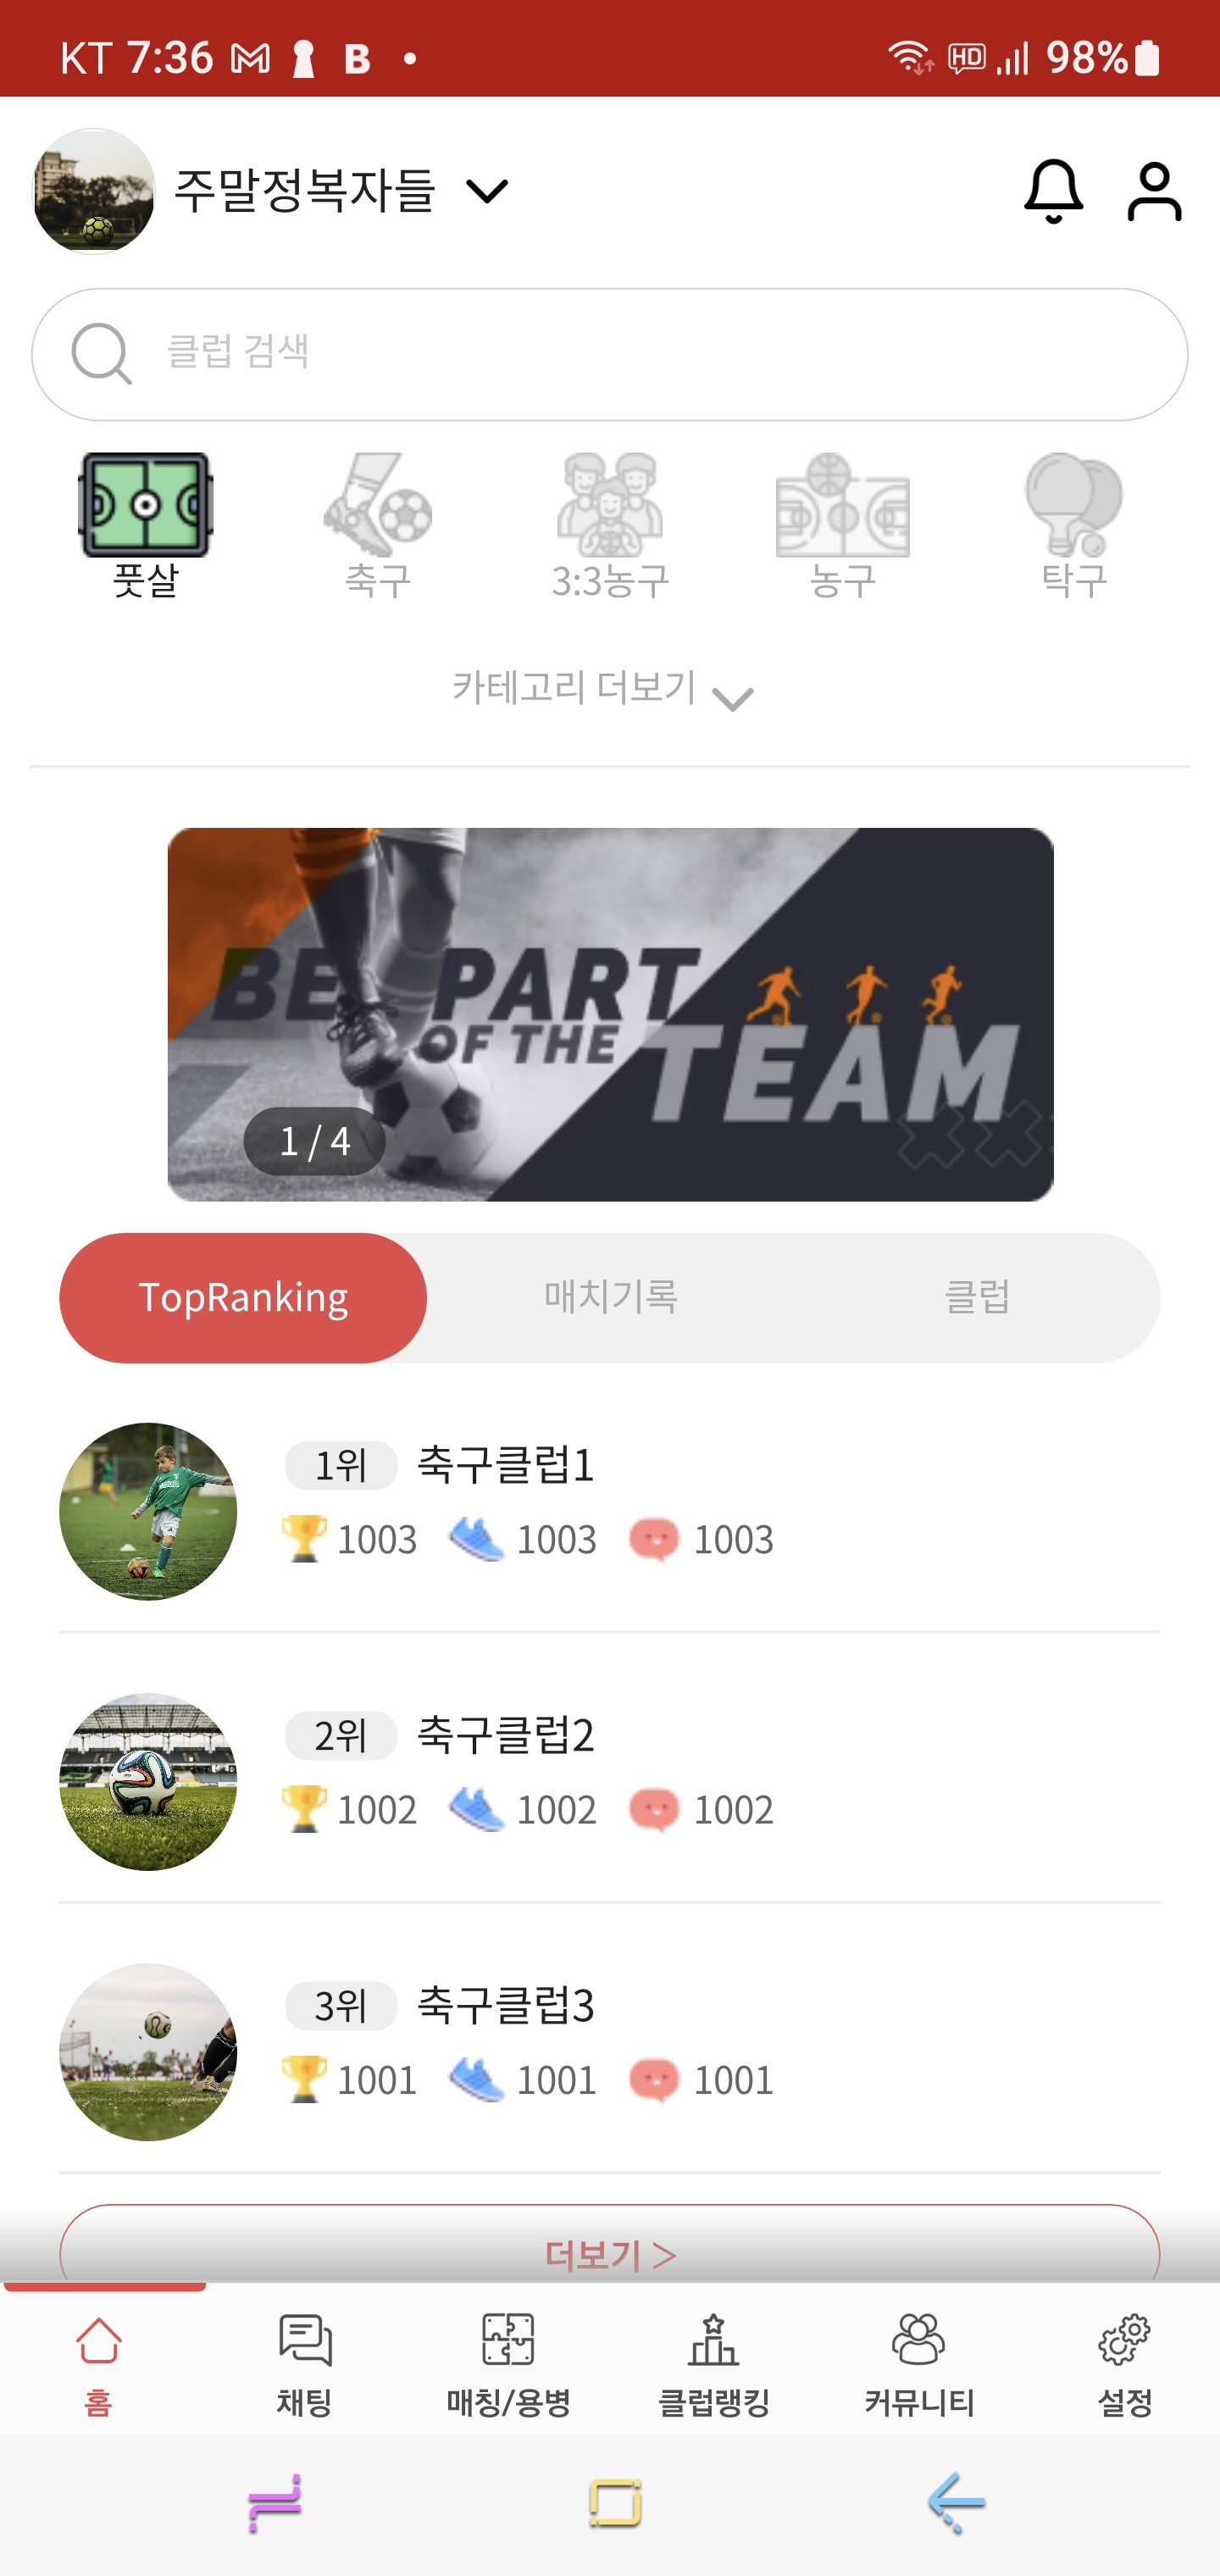 KT 7:36 B HD 98%
주말정복자들
클럽 검색
풋살 축구 3:3농구 농구 탁구
카테고리 더보기
BE PART
OF THE TEAM
1 / 4
TopRanking 매치기록 클럽
1위 축구클럽1
1003 1003 1003
2위 축구클럽2
1002 1002 1002
3위 축구클럽3
1001 1001 1001
더보기 >
홈 채팅 매칭/용병 클럽랭킹 커뮤니티 설정